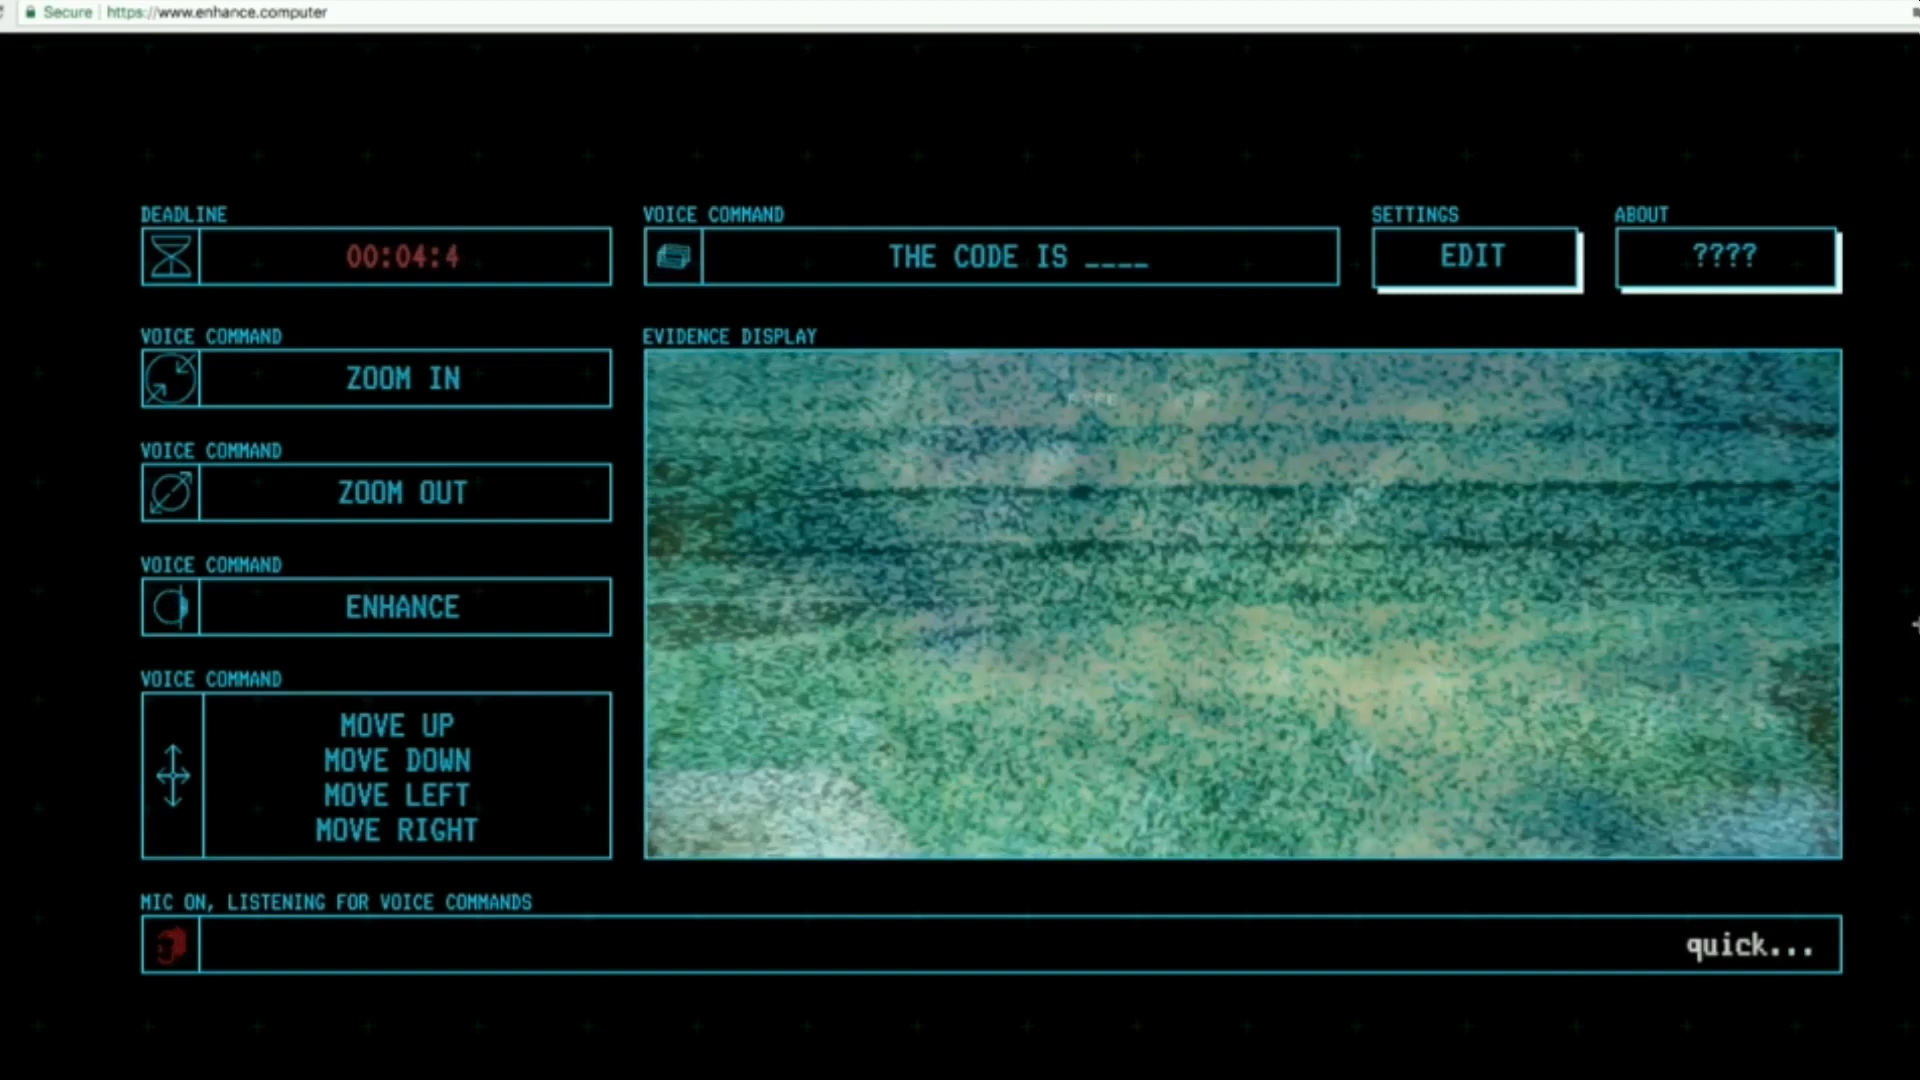 Secure | https://www.enhance.computer
DEADLINE
00:04:4
VOICE COMMAND
THE CODE IS ____
SETTINGS
EDIT
ABOUT
????
VOICE COMMAND
ZOOM IN
VOICE COMMAND
ZOOM OUT
VOICE COMMAND
ENHANCE
VOICE COMMAND
MOVE UP
MOVE DOWN
MOVE LEFT
MOVE RIGHT
EVIDENCE DISPLAY
MIC ON, LISTENING FOR VOICE COMMANDS
quick...